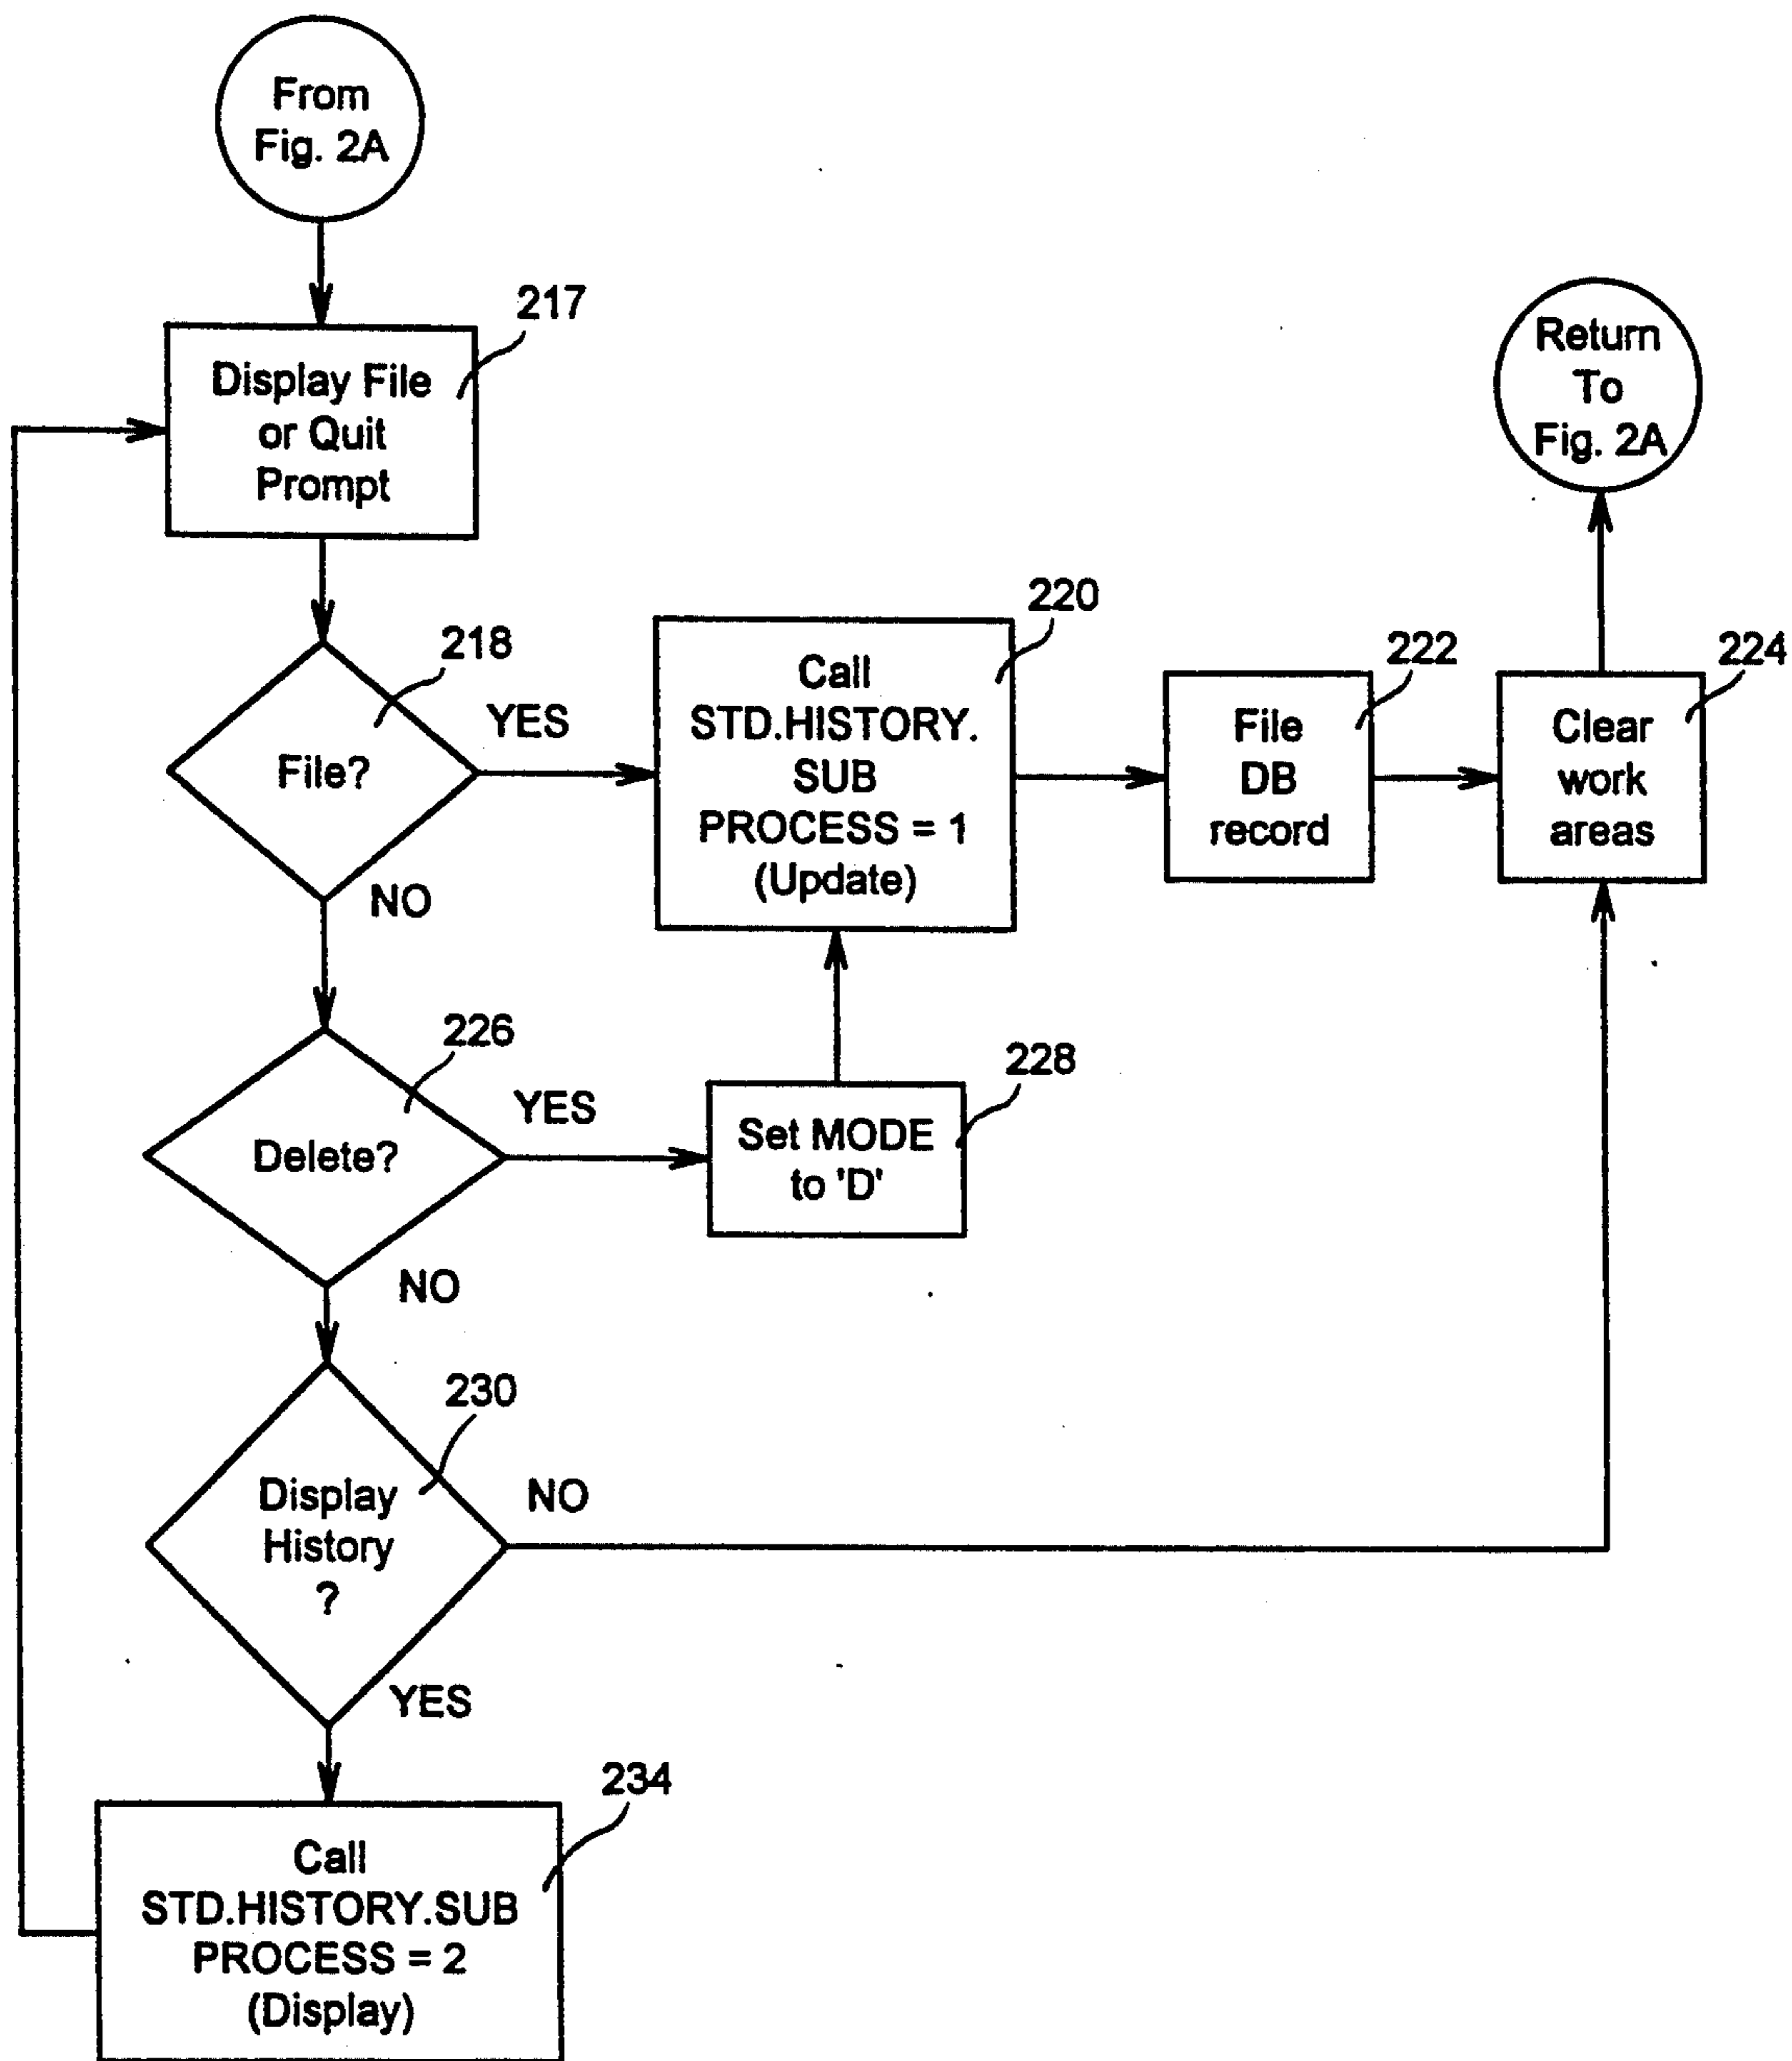 From
Fig. 2A
217
Display File
or Quit
Prompt
Return
To
Fig. 2A
218
File?
YES
NO
220
Call
STD.HISTORY.
SUB
PROCESS = 1
(Update)
222
File
DB
record
224
Clear
work
areas
226
Delete?
YES
NO
228
Set MODE
to 'D'
230
Display
History
?
NO
YES
234
Call
STD.HISTORY.SUB
PROCESS = 2
(Display)